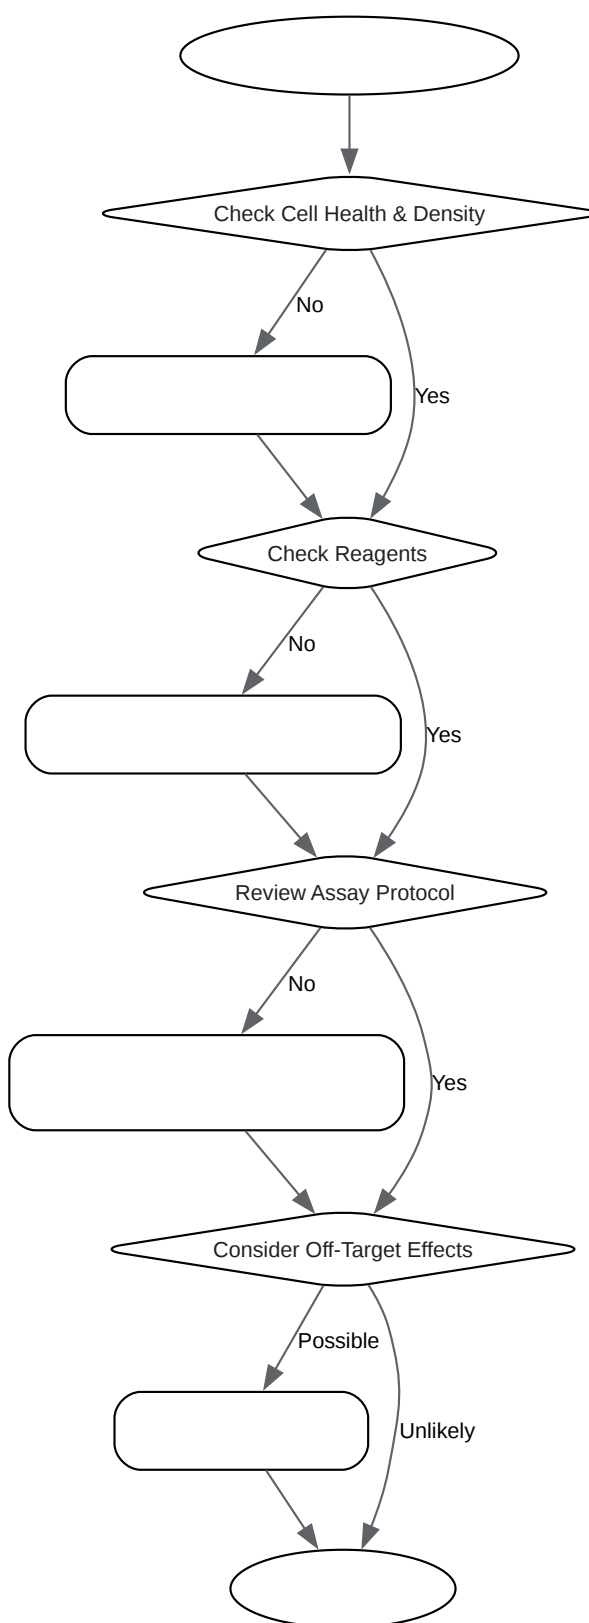 Check Cell Health & Density
No
Yes
Check Reagents
No
Yes
Review Assay Protocol
No
Yes
Consider Off-Target Effects
Possible
Unlikely